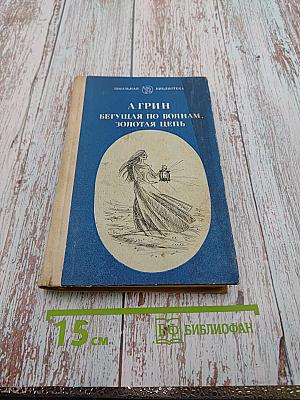 ШКОЛЬНАЯ БИБЛИОТЕКА
А. ГРИН
БЕГУЩАЯ ПО ВОЛНАМ.
ЗОЛОТАЯ ЦЕПЬ
15 см
БИБЛИОФАН